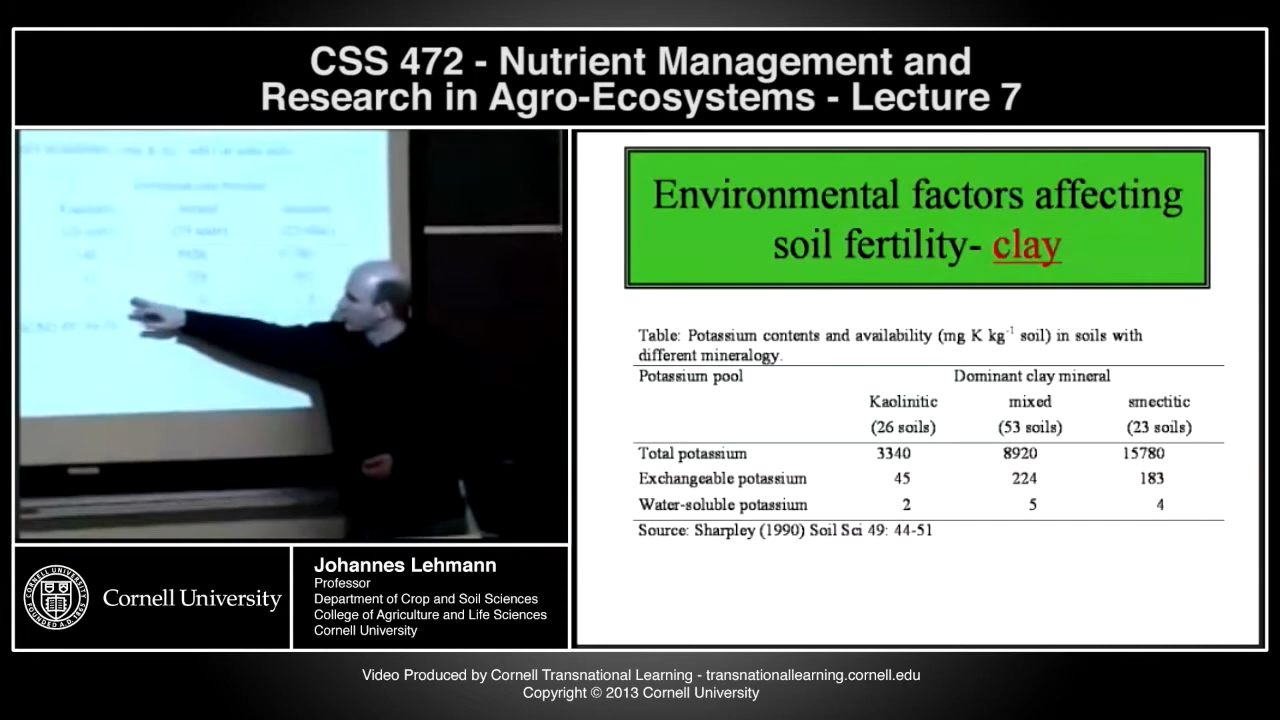 CSS 472 - Nutrient Management and
Research in Agro-Ecosystems - Lecture 7
Environmental factors affecting
soil fertility- clay
Table: Potassium contents and availability (mg K kg-1 soil) in soils with
different mineralogy.
Potassium pool Dominant clay mineral
Kaolinitic mixed smectitic
(26 soils) (53 soils) (23 soils)
Total potassium 3340 8920 15780
Exchangeable potassium 45 224 183
Water-soluble potassium 2 5 4
Source: Sharpley (1990) Soil Sci 49: 44-51
Cornell University
Johannes Lehmann
Professor
Department of Crop and Soil Sciences
College of Agriculture and Life Sciences
Cornell University
Video Produced by Cornell Transnational Learning - transnationallearning.cornell.edu
Copyright © 2013 Cornell University